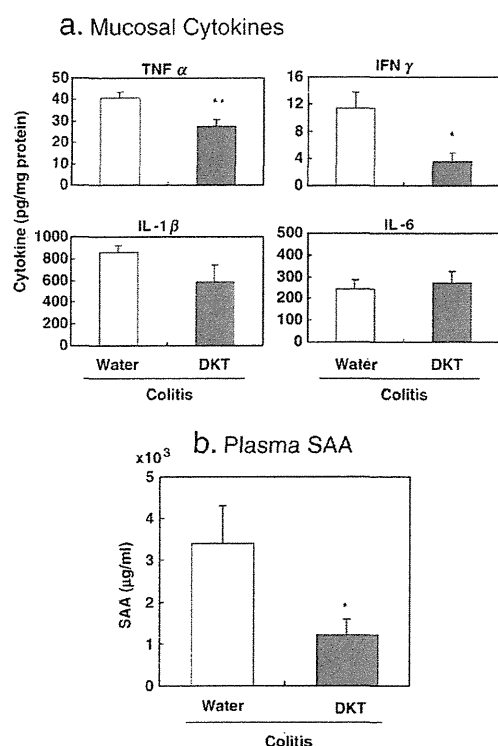 a. Mucosal Cytokines
TNF α
IFN γ
Cytokine (pg/mg protein)
50
40
30
20
10
0
**
16
12
8
4
0
*
IL-1β
IL-6
1000
800
600
400
200
0
500
400
300
200
100
0
Water DKT
Water DKT
Colitis
Colitis
b. Plasma SAA
x10³
SAA (μg/ml)
5
4
3
2
1
0
*
Water DKT
Colitis